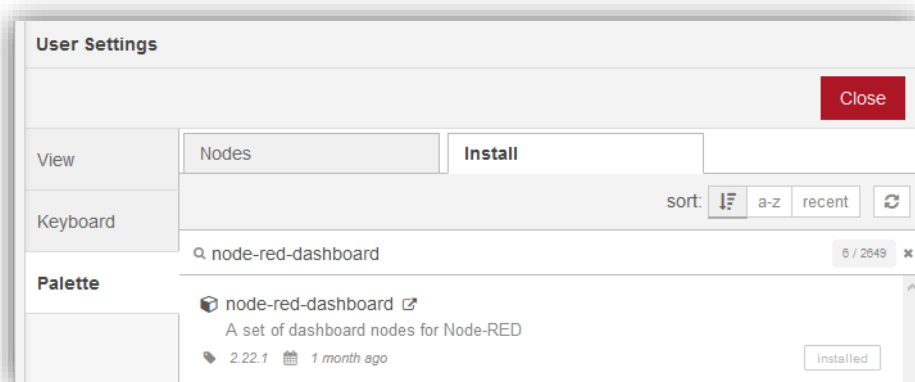 User Settings
Close
View
Nodes
Install
sort:
a-z
recent
Keyboard
node-red-dashboard
6 / 2649
Palette
node-red-dashboard
A set of dashboard nodes for Node-RED
2.22.1
1 month ago
installed